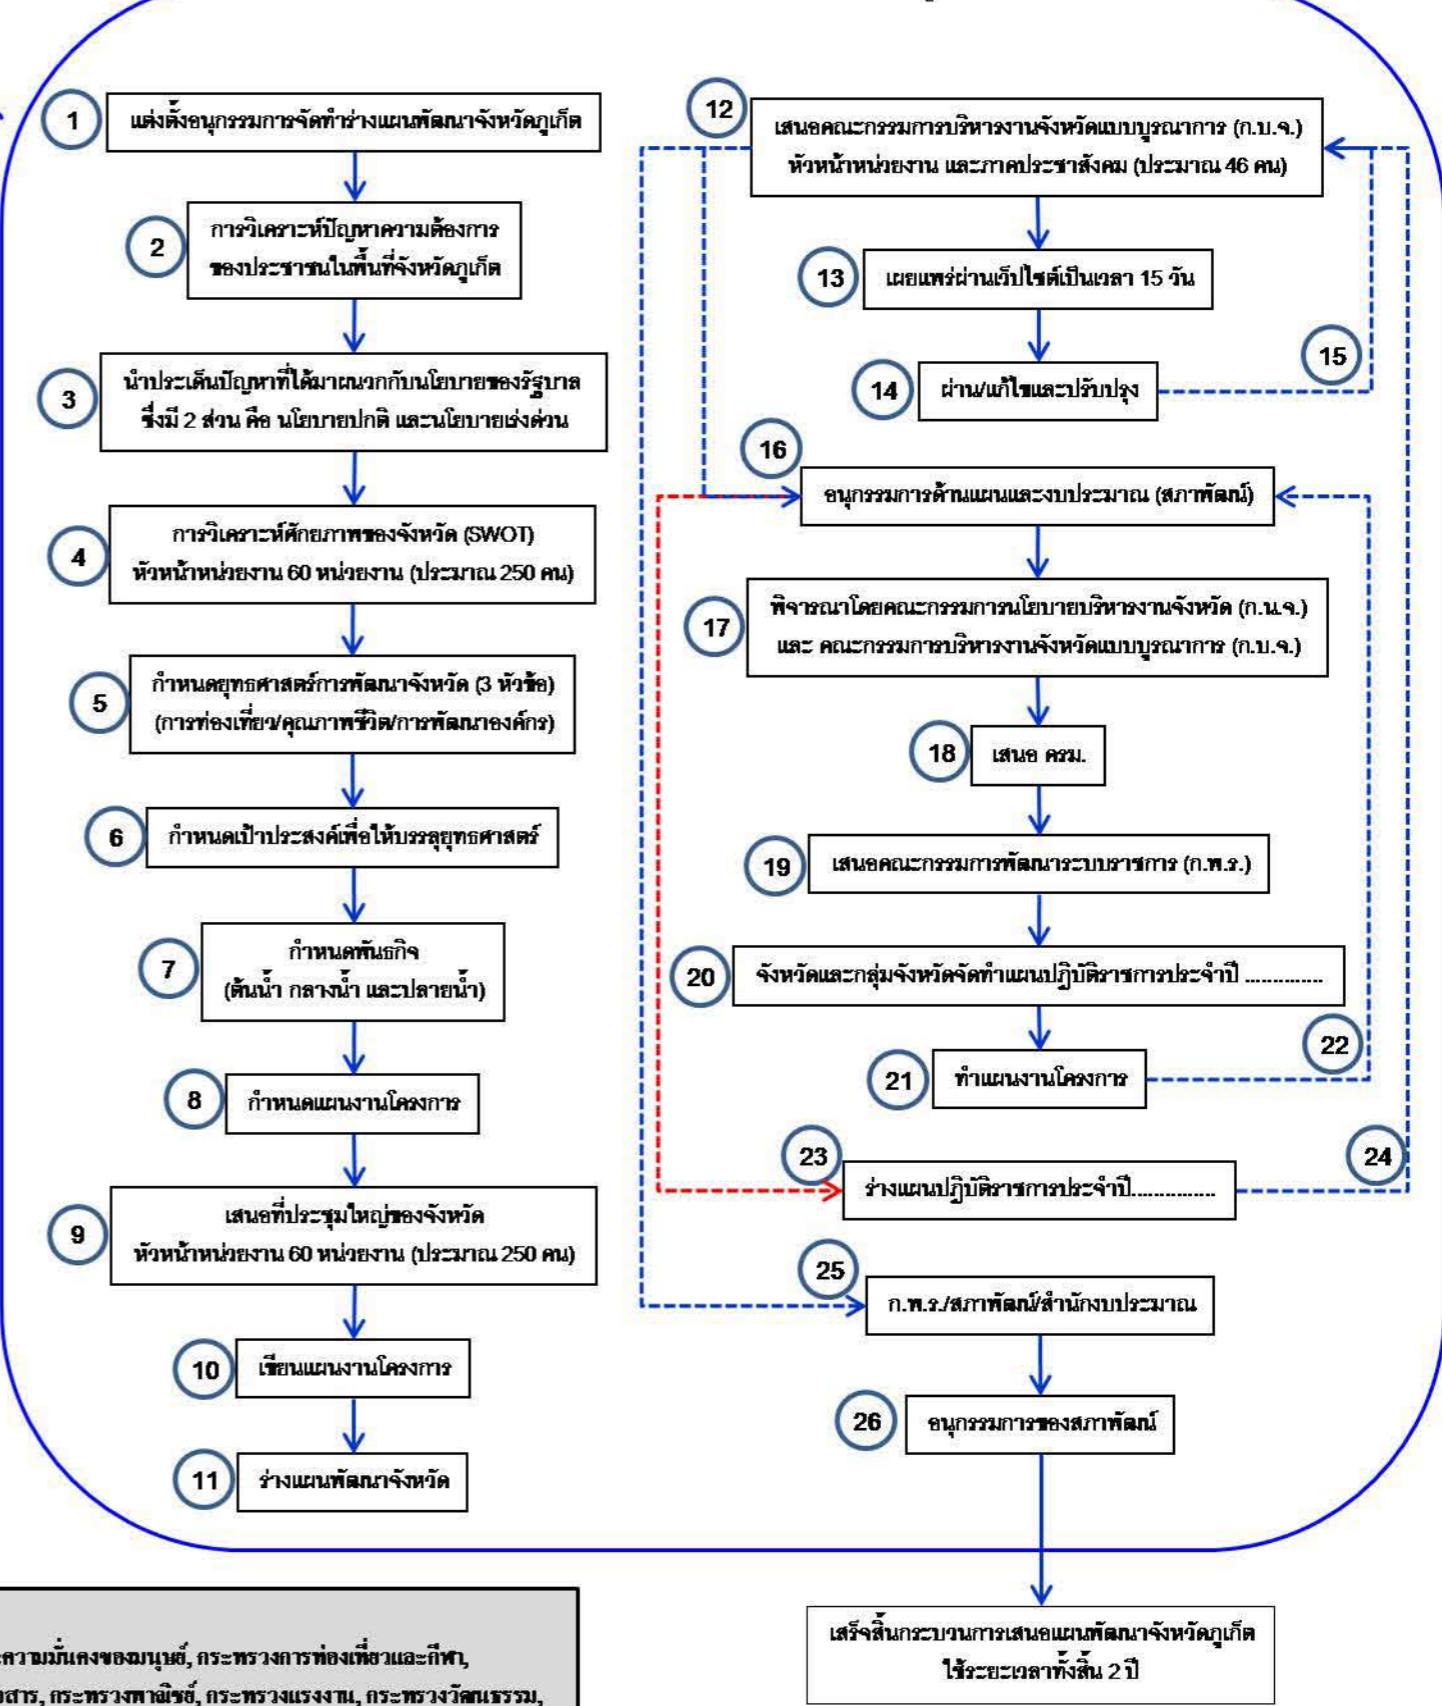 1
แต่งตั้งอนุกรรมการจัดทำร่างแผนพัฒนาจังหวัดภูเก็ต
2
การวิเคราะห์ปัญหาความต้องการ
ของประชาชนในพื้นที่จังหวัดภูเก็ต
3
นำประเด็นปัญหาที่ได้มาผนวกกับนโยบายของรัฐบาล
ซึ่งมี 2 ส่วน คือ นโยบายปกติ และนโยบายเร่งด่วน
4
การวิเคราะห์ศักยภาพของจังหวัด (SWOT)
หัวหน้าหน่วยงาน 60 หน่วยงาน (ประมาณ 250 คน)
5
กำหนดยุทธศาสตร์การพัฒนาจังหวัด (3 หัวข้อ)
(การท่องเที่ยว/คุณภาพชีวิต/การพัฒนาองค์กร)
6
กำหนดเป้าประสงค์เพื่อให้บรรลุยุทธศาสตร์
7
กำหนดพันธกิจ
(ต้นน้ำ กลางน้ำ และปลายน้ำ)
8
กำหนดแผนงานโครงการ
9
เสนอที่ประชุมใหญ่ของจังหวัด
หัวหน้าหน่วยงาน 60 หน่วยงาน (ประมาณ 250 คน)
10
เขียนแผนงานโครงการ
11
ร่างแผนพัฒนาจังหวัด
12
เสนอคณะกรรมการบริหารงานจังหวัดแบบบูรณาการ (ก.บ.จ.)
หัวหน้าหน่วยงาน และภาคประชาสังคม (ประมาณ 46 คน)
13
เผยแพร่ผ่านเว็ปไซต์เป็นเวลา 15 วัน
14
ผ่าน/แก้ไขและปรับปรุง
15
16
อนุกรรมการด้านแผนและงบประมาณ (สภาพัฒน์)
17
พิจารณาโดยคณะกรรมการนโยบายบริหารงานจังหวัด (ก.น.จ.)
และ คณะกรรมการบริหารงานจังหวัดแบบบูรณาการ (ก.บ.จ.)
18
เสนอ ครม.
19
เสนอคณะกรรมการพัฒนาระบบราชการ (ก.พ.ร.)
20
จังหวัดและกลุ่มจังหวัดจัดทำแผนปฏิบัติราชการประจำปี ..............
21
ทำแผนงานโครงการ
22
23
ร่างแผนปฏิบัติราชการประจำปี...............
24
25
ก.พ.ร./สภาพัฒน์/สำนักงบประมาณ
26
อนุกรรมการของสภาพัฒน์
เสร็จสิ้นกระบวนการเสนอแผนพัฒนาจังหวัดภูเก็ต
ใช้ระยะเวลาทั้งสิ้น 2 ปี
ความมั่นคงของมนุษย์, กระทรวงการท่องเที่ยวและกีฬา,
สาร, กระทรวงพาณิชย์, กระทรวงแรงงาน, กระทรวงวัฒนธรรม,